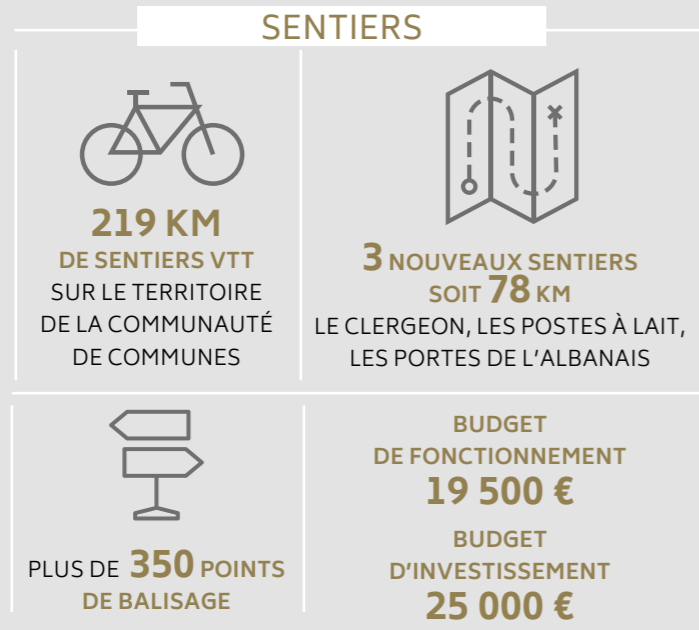 SENTIERS
219 KM
DE SENTIERS VTT
SUR LE TERRITOIRE
DE LA COMMUNAUTÉ
DE COMMUNES
3 NOUVEAUX SENTIERS
SOIT 78 KM
LE CLERGEON, LES POSTES À LAIT,
LES PORTES DE L'ALBANAIS
PLUS DE 350 POINTS
DE BALISAGE
BUDGET
DE FONCTIONNEMENT
19 500 €
BUDGET
D'INVESTISSEMENT
25 000 €